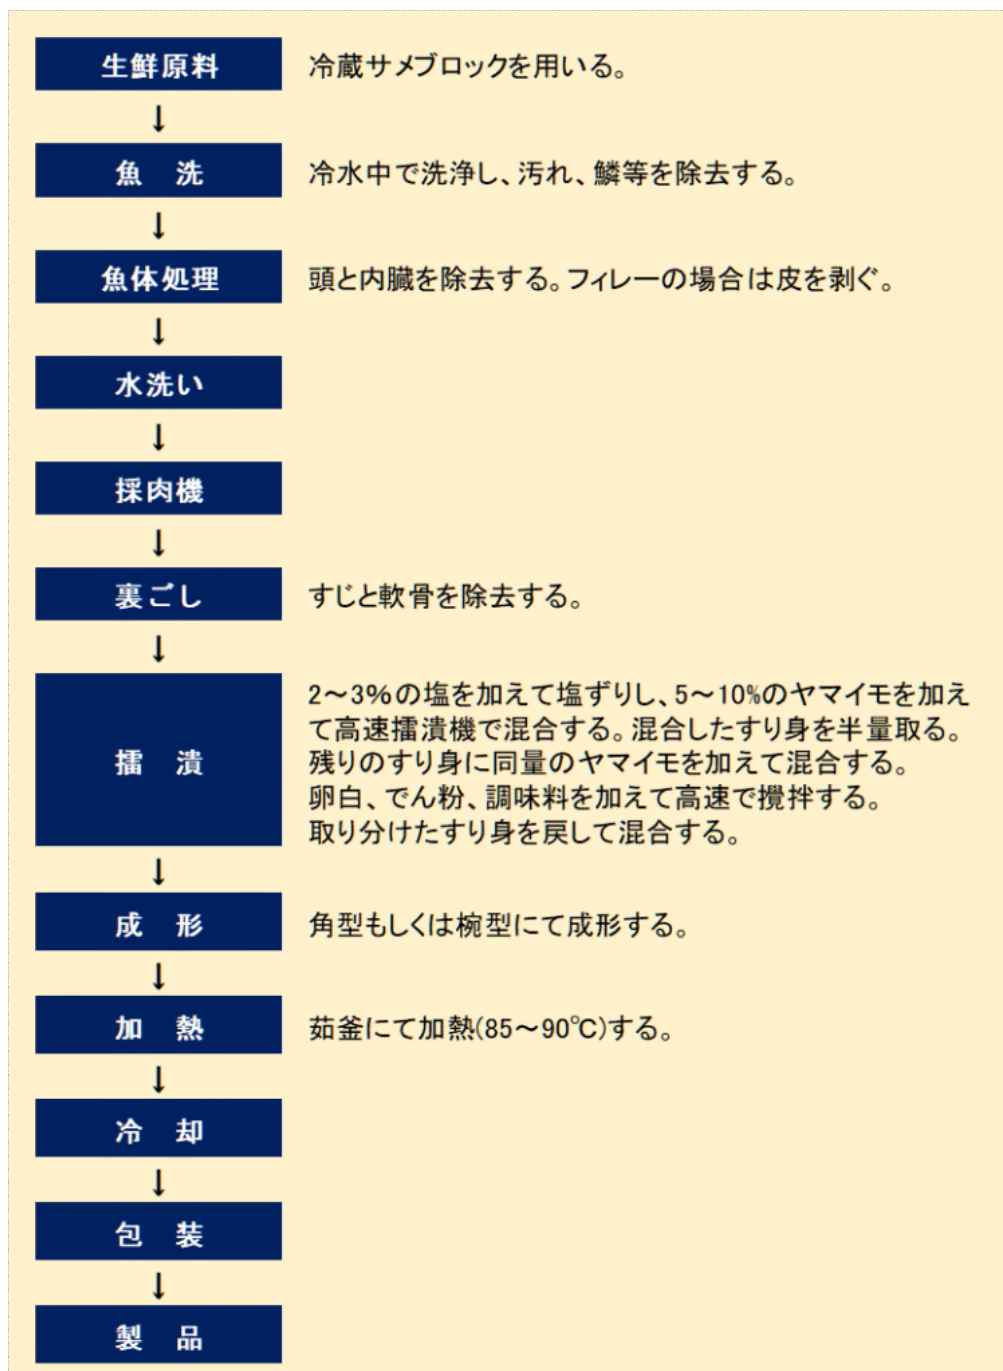 生鮮原料 冷蔵サメブロックを用いる。
↓
魚 洗 冷水中で洗浄し、汚れ、鱗等を除去する。
↓
魚体処理 頭と内臓を除去する。フィレーの場合は皮を剥ぐ。
↓
水洗い
↓
採肉機
↓
裏ごし すじと軟骨を除去する。
↓
擂 潰
2～3%の塩を加えて塩ずりし、5～10%のヤマイモを加え
て高速擂潰機で混合する。混合したすり身を半量取る。
残りのすり身に同量のヤマイモを加えて混合する。
卵白、でん粉、調味料を加えて高速で攪拌する。
取り分けたすり身を戻して混合する。
↓
成 形 角型もしくは椀型にて成形する。
↓
加 熱 茹釜にて加熱(85～90℃)する。
↓
冷 却
↓
包 装
↓
製 品